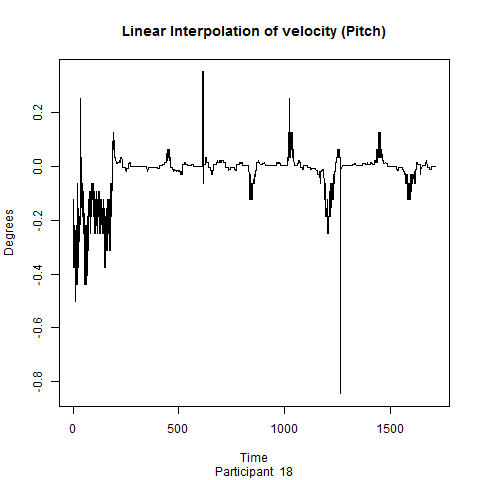 Linear Interpolation of velocity (Pitch)
0.2
0.0
-0.2
-0.4
-0.6
-0.8
Degrees
0 500 1000 1500
Time
Participant 18